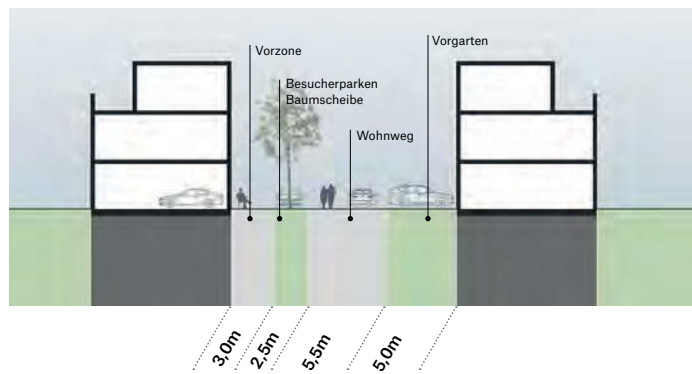 Vorzone
Vorgarten
Besucherparken
Baumscheibe
Wohnweg
3,0m
2,5m
5,5m
5,0m